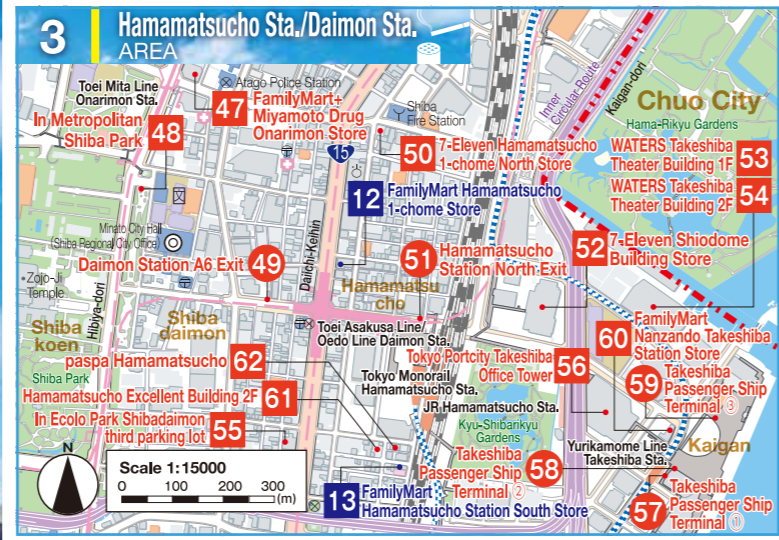 3
Hamamatsucho Sta./Daimon Sta.
AREA
Toei Mita Line
Onarimon Sta.
Atago Police Station
47
FamilyMart+
Miyamoto Drug
Onarimon Store
In Metropolitan
Shiba Park
48
Shiba
Fire Station
15
50
7-Eleven Hamamatsucho
1-chome North Store
12
FamilyMart Hamamatsucho
1-chome Store
Inner
Circular Route
Kaigan-dori
Chuo City
Hama-Rikyu Gardens
WATERS Takeshiba
Theater Building 1F
53
WATERS Takeshiba
Theater Building 2F
54
Minato City Hall
(Shiba Regional City Office)
Daimon Station A6 Exit
49
Daiichi-Keihin
51
Hamamatsucho
Station North Exit
52
7-Eleven Shiodome
Building Store
Zojo-Ji
Temple
Hibiya-dori
Hamamatsu
cho
Shiba
koen
Shiba
daimon
Toei Asakusa Line/
Oedo Line Daimon Sta.
60
FamilyMart
Nanzando Takeshiba
Station Store
paspa Hamamatsucho
62
Tokyo Monorail
Hamamatsucho Sta.
Tokyo Portcity Takeshiba
Office Tower
56
59
Takeshiba
Passenger Ship
Terminal ③
Shiba Park
Hamamatsucho Excellent Building 2F
61
JR Hamamatsucho Sta.
Kyu-Shibarikyu
Gardens
In Ecolo Park Shibadaimon
third parking lot
55
Yurikamome Line
Takeshiba Sta.
Kaigan
Takeshiba
Passenger Ship
Terminal ②
58
N
Scale 1:15000
0 100 200 300
(m)
13
FamilyMart
Hamamatsucho Station South Store
57
Takeshiba
Passenger Ship
Terminal ①